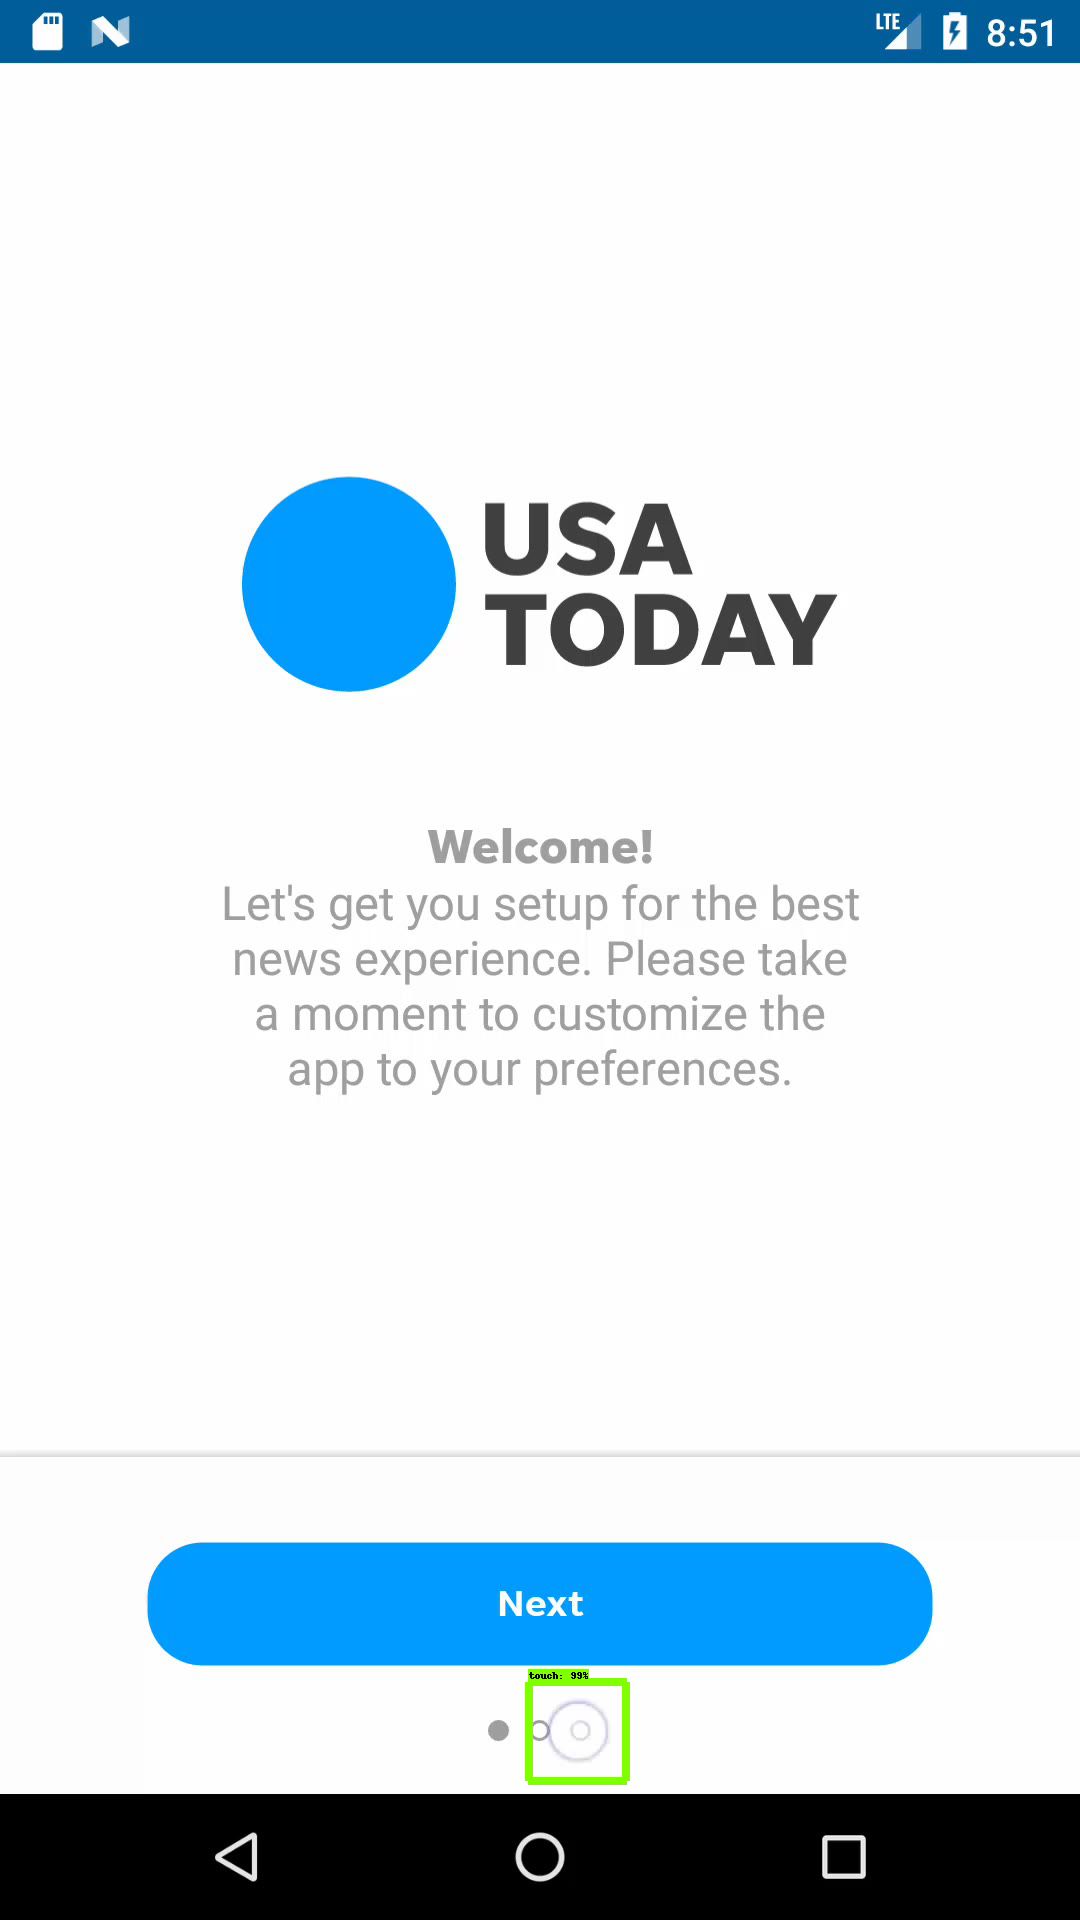 LTE 8:51
USA
TODAY
Welcome!
Let's get you setup for the best
news experience. Please take
a moment to customize the
app to your preferences.
Next
touch: 99%